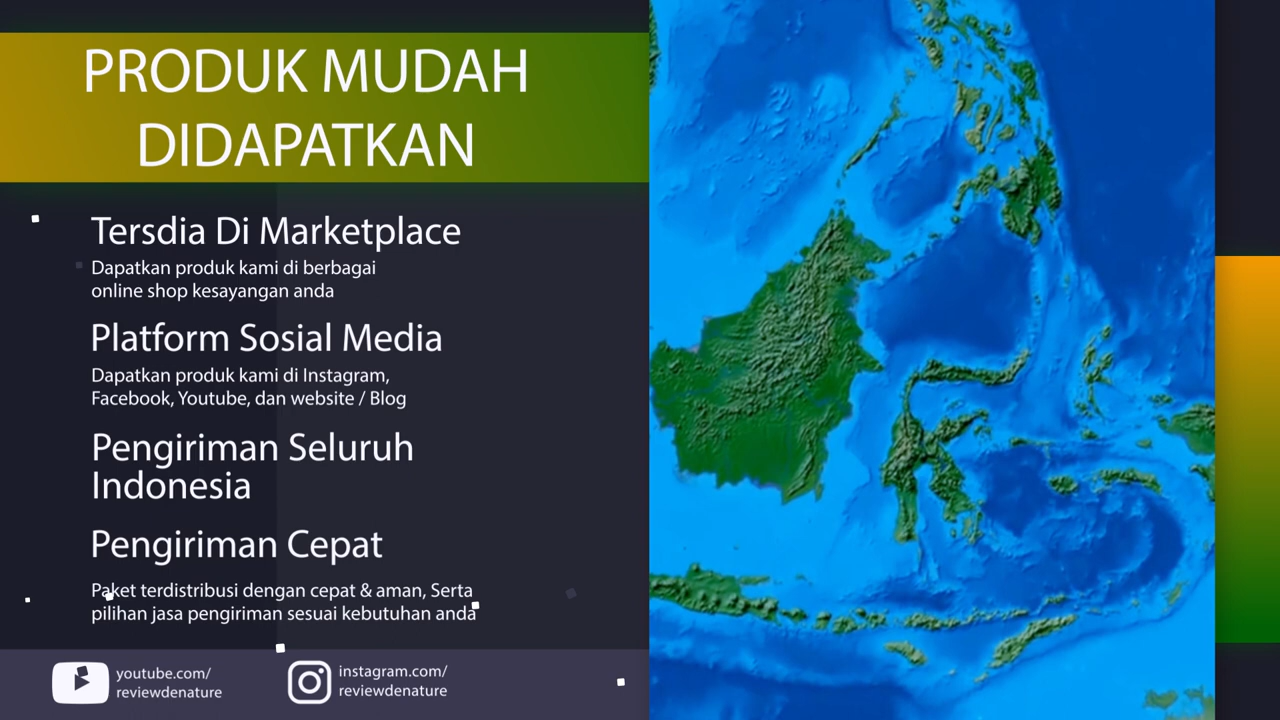 PRODUK MUDAH
DIDAPATKAN
Tersdia Di Marketplace
Dapatkan produk kami di berbagai
online shop kesayangan anda
Platform Sosial Media
Dapatkan produk kami di Instagram,
Facebook, Youtube, dan website / Blog
Pengiriman Seluruh
Indonesia
Pengiriman Cepat
Paket terdistribusi dengan cepat & aman, Serta
pilihan jasa pengiriman sesuai kebutuhan anda
youtube.com/
reviewdenature
instagram.com/
reviewdenature